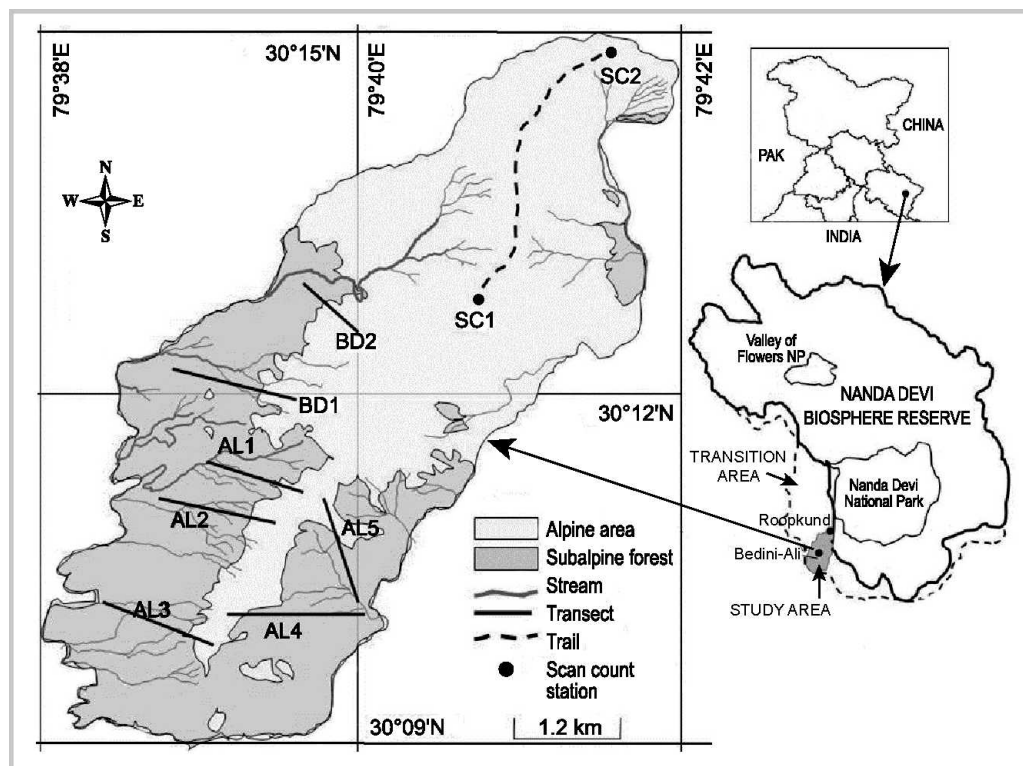 79°38'E
30°15'N
79°40'E
79°42'E
SC2
N
W E
S
SC1
BD2
BD1
30°12'N
AL1
AL2
AL5
AL3
AL4
Alpine area
Subalpine forest
Stream
Transect
Trail
Scan count
station
30°09'N
1.2 km
CHINA
PAK
INDIA
Valley of
Flowers NP
NANDA DEVI
BIOSPHERE RESERVE
TRANSITION
AREA
Nanda Devi
National Park
Roopkund
Bedini-Ali
STUDY AREA